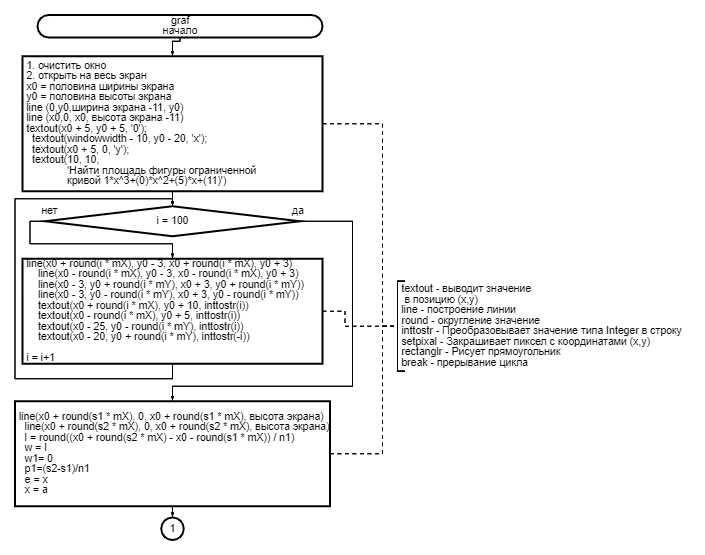 graf
начало
1. очистить окно
2. открыть на весь экран
x0 = половина ширины экрана
y0 = половина высоты экрана
line (0,y0,ширина экрана -11, y0)
line (x0,0, x0, высота экрана -11)
textout(x0 + 5, y0 + 5, '0');
textout(windowwidth - 10, y0 - 20, 'x');
textout(x0 + 5, 0, 'y');
textout(10, 10,
'Найти площадь фигуры ограниченной
кривой 1*x^3+(0)*x^2+(5)*x+(11)')
нет
i = 100
да
line(x0 + round(i * mX), y0 - 3, x0 + round(i * mX), y0 + 3)
line(x0 - round(i * mX), y0 - 3, x0 - round(i * mX), y0 + 3)
line(x0 - 3, y0 + round(i * mY), x0 + 3, y0 + round(i * mY))
line(x0 - 3, y0 - round(i * mY), x0 + 3, y0 - round(i * mY))
textout(x0 + round(i * mX), y0 + 10, inttostr(i))
textout(x0 - round(i * mX), y0 + 5, inttostr(i))
textout(x0 - 25, y0 - round(i * mY), inttostr(i))
textout(x0 - 20, y0 + round(i * mY), inttostr(-i))
i = i+1
textout - выводит значение
в позицию (x,y)
line - построение линии
round - округление значение
inttostr - Преобразовывает значение типа Integer в строку
setpixal - Закрашивает пиксел с координатами (x,y)
rectanglr - Рисует прямоугольник
break - прерывание цикла
line(x0 + round(s1 * mX), 0, x0 + round(s1 * mX), высота экрана)
line(x0 + round(s2 * mX), 0, x0 + round(s2 * mX), высота экрана)
l = round((x0 + round(s2 * mX) - x0 - round(s1 * mX)) / n1)
w = l
w1= 0
p1=(s2-s1)/n1
e = x
x = a
1